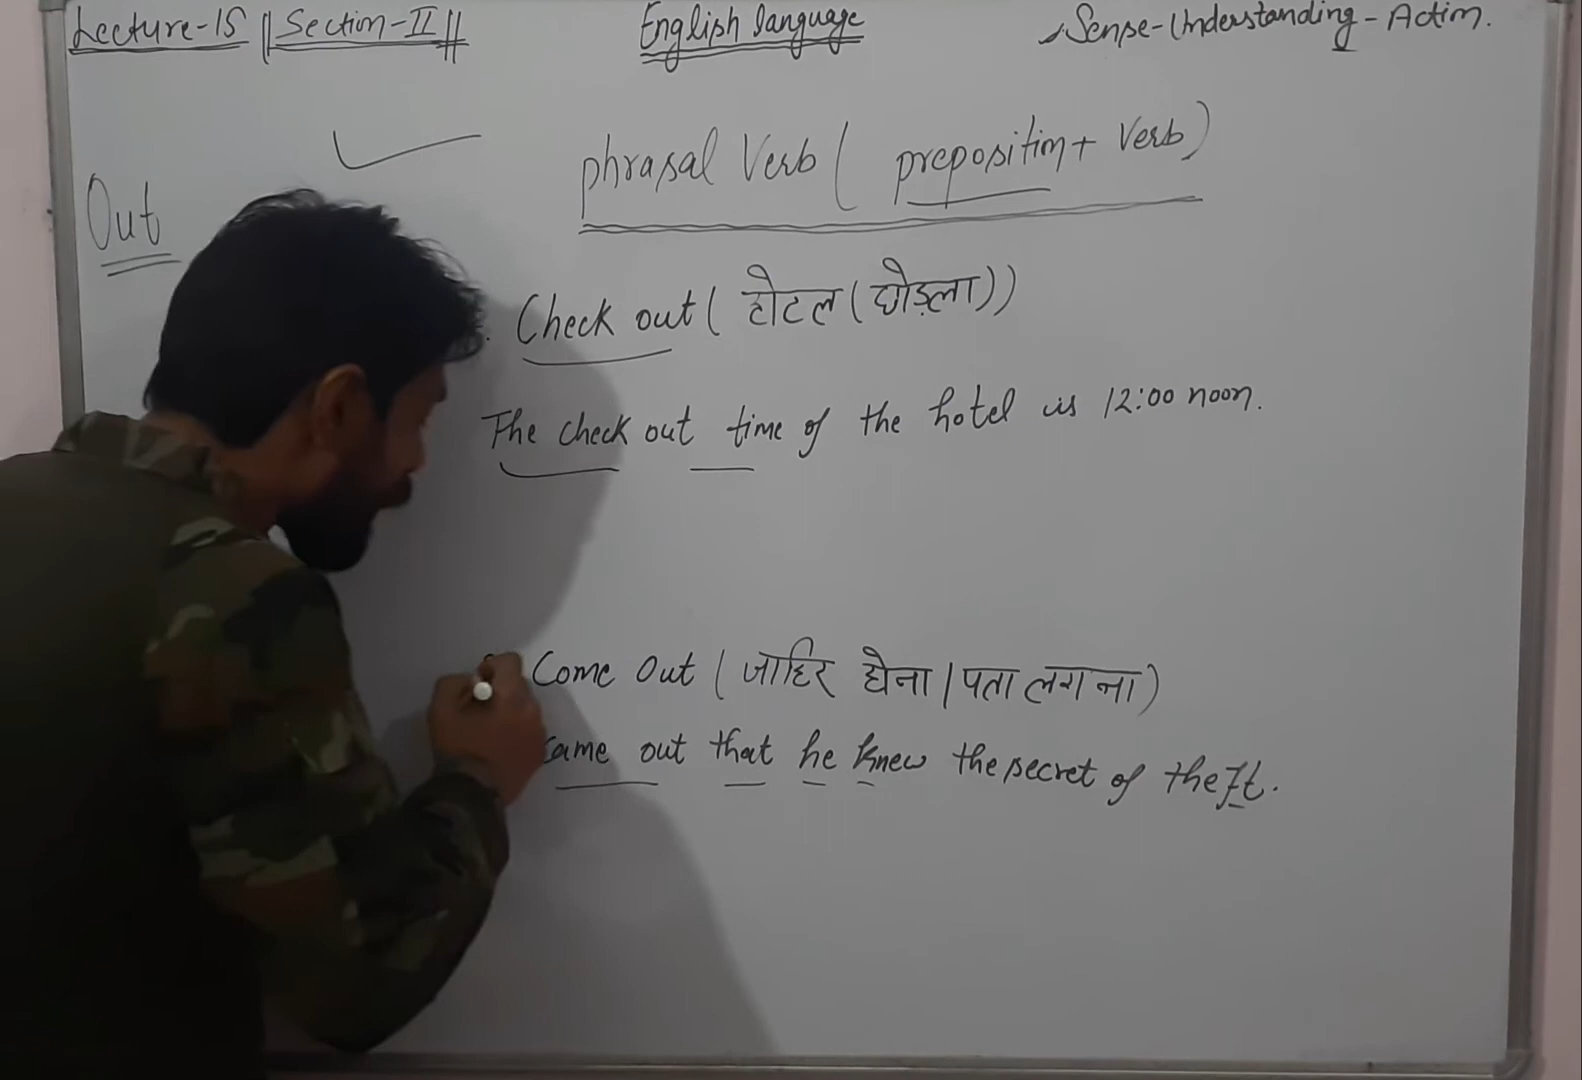 Lecture-15 || Section-II ||
English language
Sense-Understanding-Action.
phrasal Verb ( preposition + Verb )
Out
Check out ( होटल ( छोड़ना ) )
The check out time of the hotel is 12:00 noon.
Come Out ( जाहिर होना / पता लगना )
came out that he knew the secret of theft.